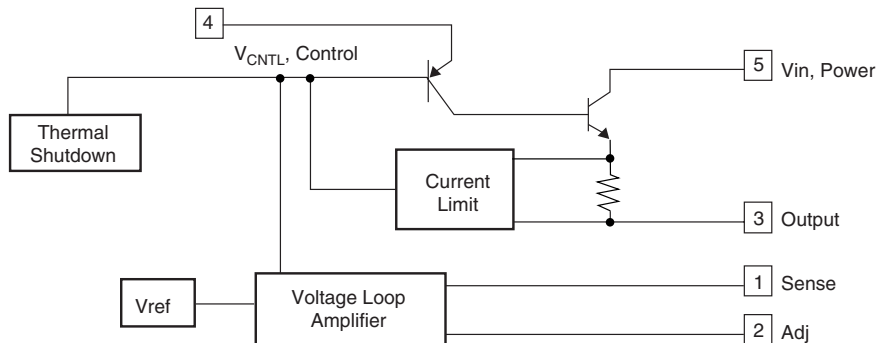 4
V_CNTL, Control
5 Vin, Power
Thermal
Shutdown
Current
Limit
3 Output
1 Sense
Vref
Voltage Loop
Amplifier
2 Adj